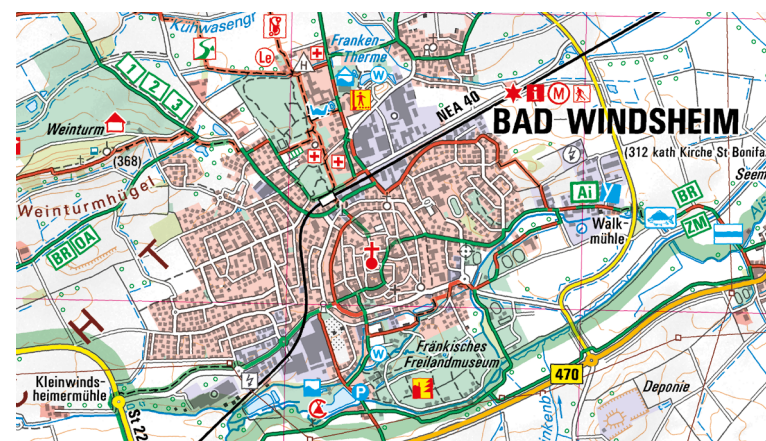 Kühwasengr
Le
H
Franken-
Therme
W
1 2 3
NEA 40
i
M
BAD WINDSHEIM
(312 kath Kirche St Bonifa
Weinturm
(368)
Weinturmhügel
Ai
BR
Seem
ZM
Walk-
mühle
BR OA
T
H
W
Fränkisches
Freilandmuseum
470
Kleinwinds-
heimermühle
P
Deponie
St 22